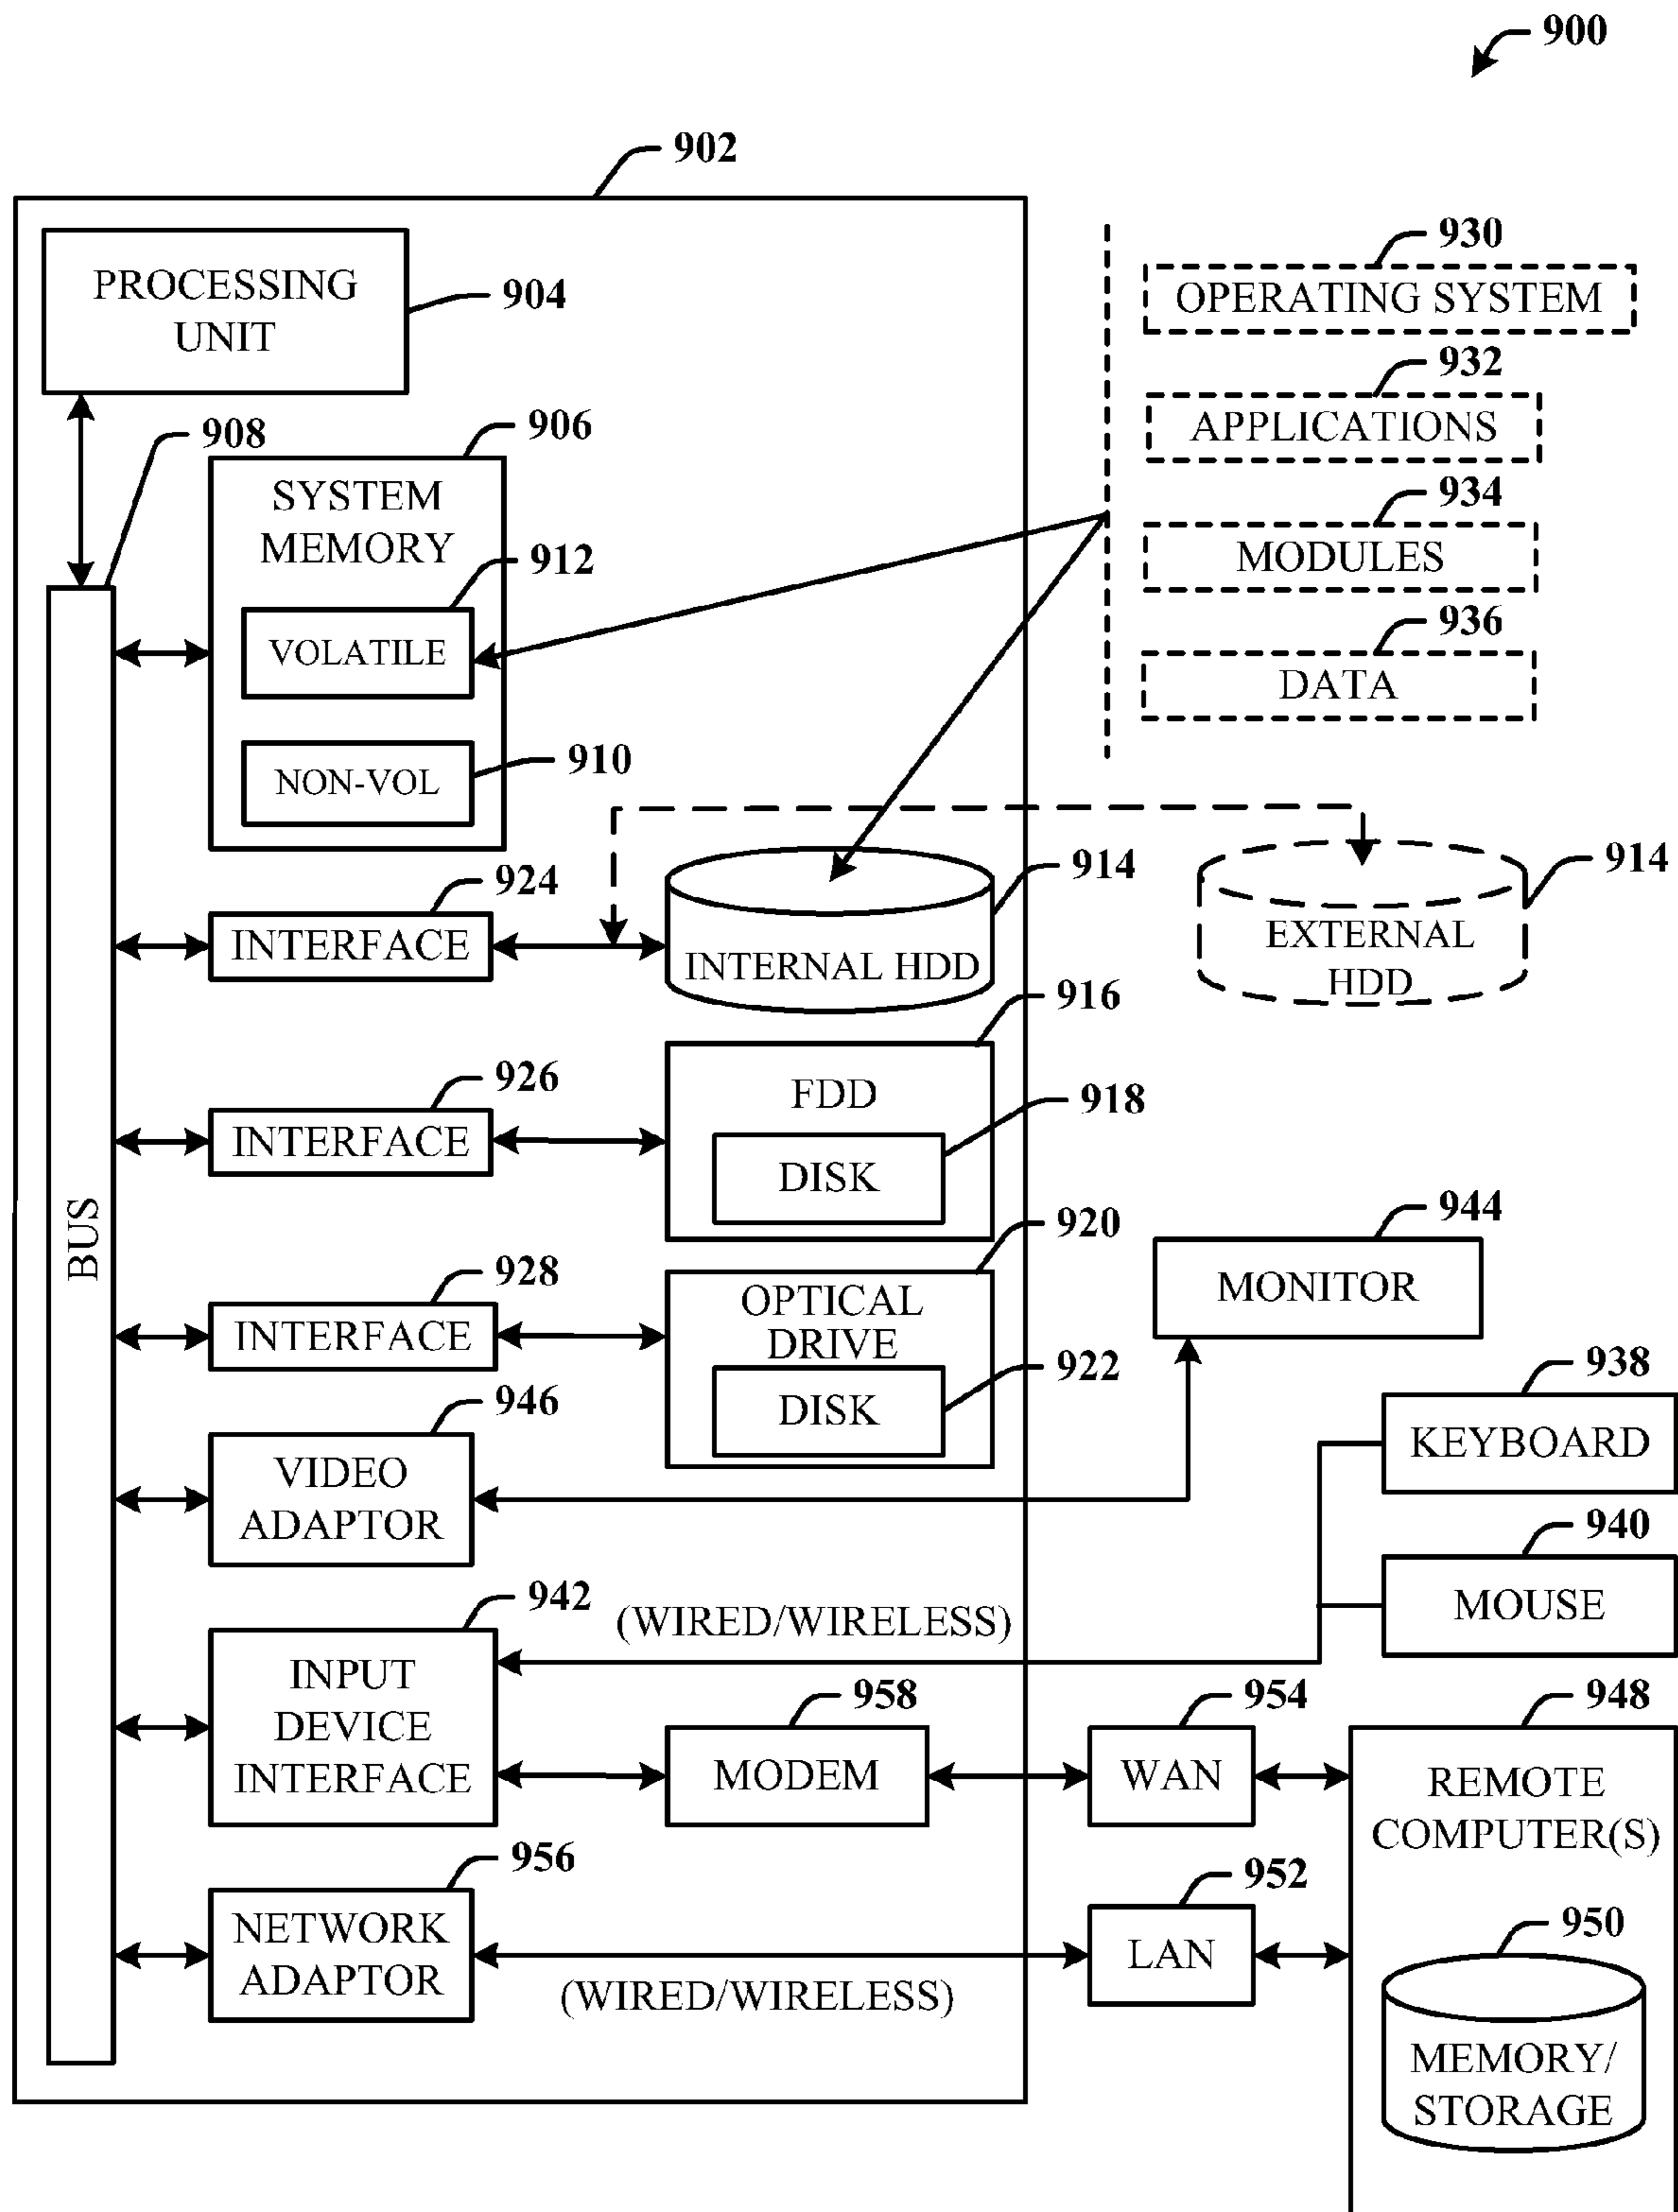 900
902
PROCESSING
UNIT
904
930
OPERATING SYSTEM
932
APPLICATIONS
934
MODULES
936
DATA
908
906
SYSTEM
MEMORY
912
VOLATILE
910
NON-VOL
924
INTERFACE
914
INTERNAL HDD
914
EXTERNAL
HDD
916
926
INTERFACE
FDD
918
DISK
BUS
920
928
INTERFACE
OPTICAL
DRIVE
922
DISK
944
MONITOR
938
KEYBOARD
946
VIDEO
ADAPTOR
940
MOUSE
942
(WIRED/WIRELESS)
INPUT
DEVICE
INTERFACE
958
MODEM
954
WAN
948
REMOTE
COMPUTER(S)
956
NETWORK
ADAPTOR
(WIRED/WIRELESS)
952
LAN
950
MEMORY/
STORAGE